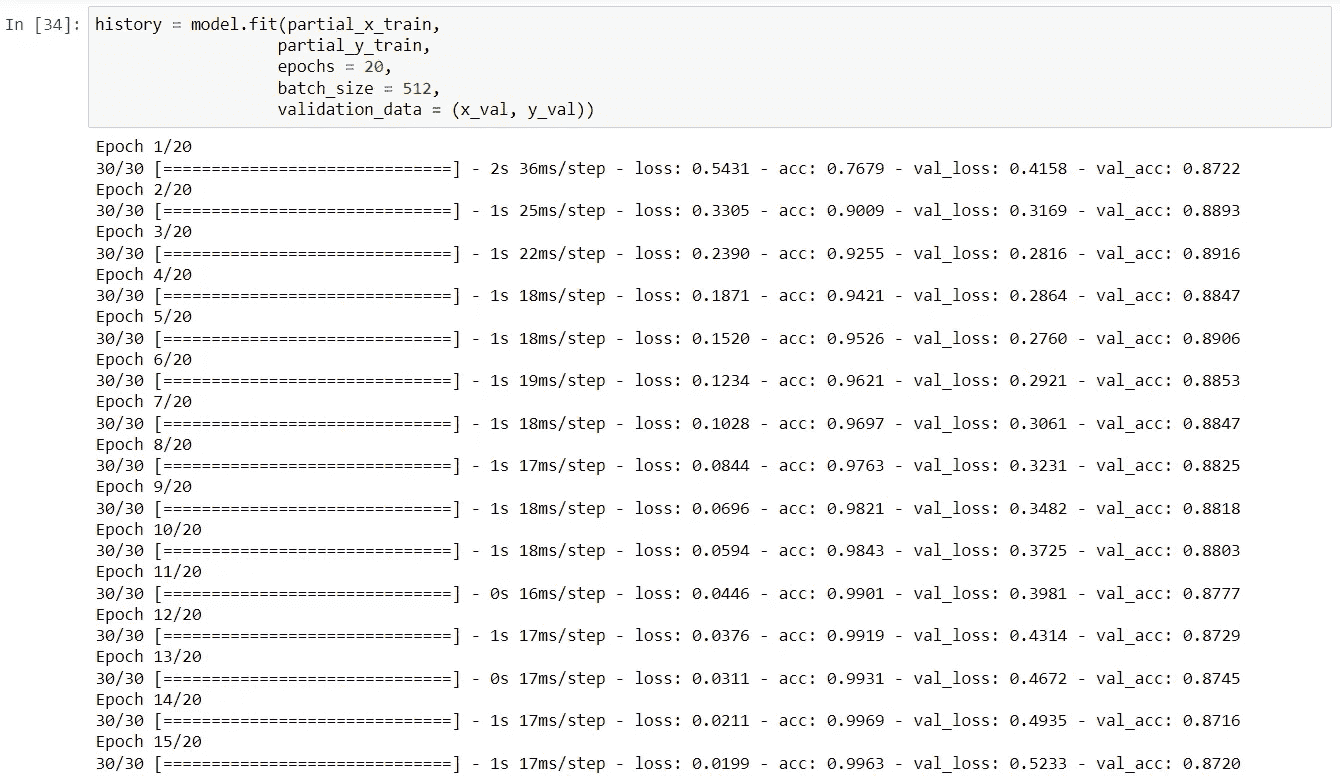 In [34]: history = model.fit(partial_x_train,
partial_y_train,
epochs = 20,
batch_size = 512,
validation_data = (x_val, y_val))
Epoch 1/20
30/30 [==============================] - 2s 36ms/step - loss: 0.5431 - acc: 0.7679 - val_loss: 0.4158 - val_acc: 0.8722
Epoch 2/20
30/30 [==============================] - 1s 25ms/step - loss: 0.3305 - acc: 0.9009 - val_loss: 0.3169 - val_acc: 0.8893
Epoch 3/20
30/30 [==============================] - 1s 22ms/step - loss: 0.2390 - acc: 0.9255 - val_loss: 0.2816 - val_acc: 0.8916
Epoch 4/20
30/30 [==============================] - 1s 18ms/step - loss: 0.1871 - acc: 0.9421 - val_loss: 0.2864 - val_acc: 0.8847
Epoch 5/20
30/30 [==============================] - 1s 18ms/step - loss: 0.1520 - acc: 0.9526 - val_loss: 0.2760 - val_acc: 0.8906
Epoch 6/20
30/30 [==============================] - 1s 19ms/step - loss: 0.1234 - acc: 0.9621 - val_loss: 0.2921 - val_acc: 0.8853
Epoch 7/20
30/30 [==============================] - 1s 18ms/step - loss: 0.1028 - acc: 0.9697 - val_loss: 0.3061 - val_acc: 0.8847
Epoch 8/20
30/30 [==============================] - 1s 17ms/step - loss: 0.0844 - acc: 0.9763 - val_loss: 0.3231 - val_acc: 0.8825
Epoch 9/20
30/30 [==============================] - 1s 18ms/step - loss: 0.0696 - acc: 0.9821 - val_loss: 0.3482 - val_acc: 0.8818
Epoch 10/20
30/30 [==============================] - 1s 18ms/step - loss: 0.0594 - acc: 0.9843 - val_loss: 0.3725 - val_acc: 0.8803
Epoch 11/20
30/30 [==============================] - 0s 16ms/step - loss: 0.0446 - acc: 0.9901 - val_loss: 0.3981 - val_acc: 0.8777
Epoch 12/20
30/30 [==============================] - 1s 17ms/step - loss: 0.0376 - acc: 0.9919 - val_loss: 0.4314 - val_acc: 0.8729
Epoch 13/20
30/30 [==============================] - 0s 17ms/step - loss: 0.0311 - acc: 0.9931 - val_loss: 0.4672 - val_acc: 0.8745
Epoch 14/20
30/30 [==============================] - 1s 17ms/step - loss: 0.0211 - acc: 0.9969 - val_loss: 0.4935 - val_acc: 0.8716
Epoch 15/20
30/30 [==============================] - 1s 17ms/step - loss: 0.0199 - acc: 0.9963 - val_loss: 0.5233 - val_acc: 0.8720